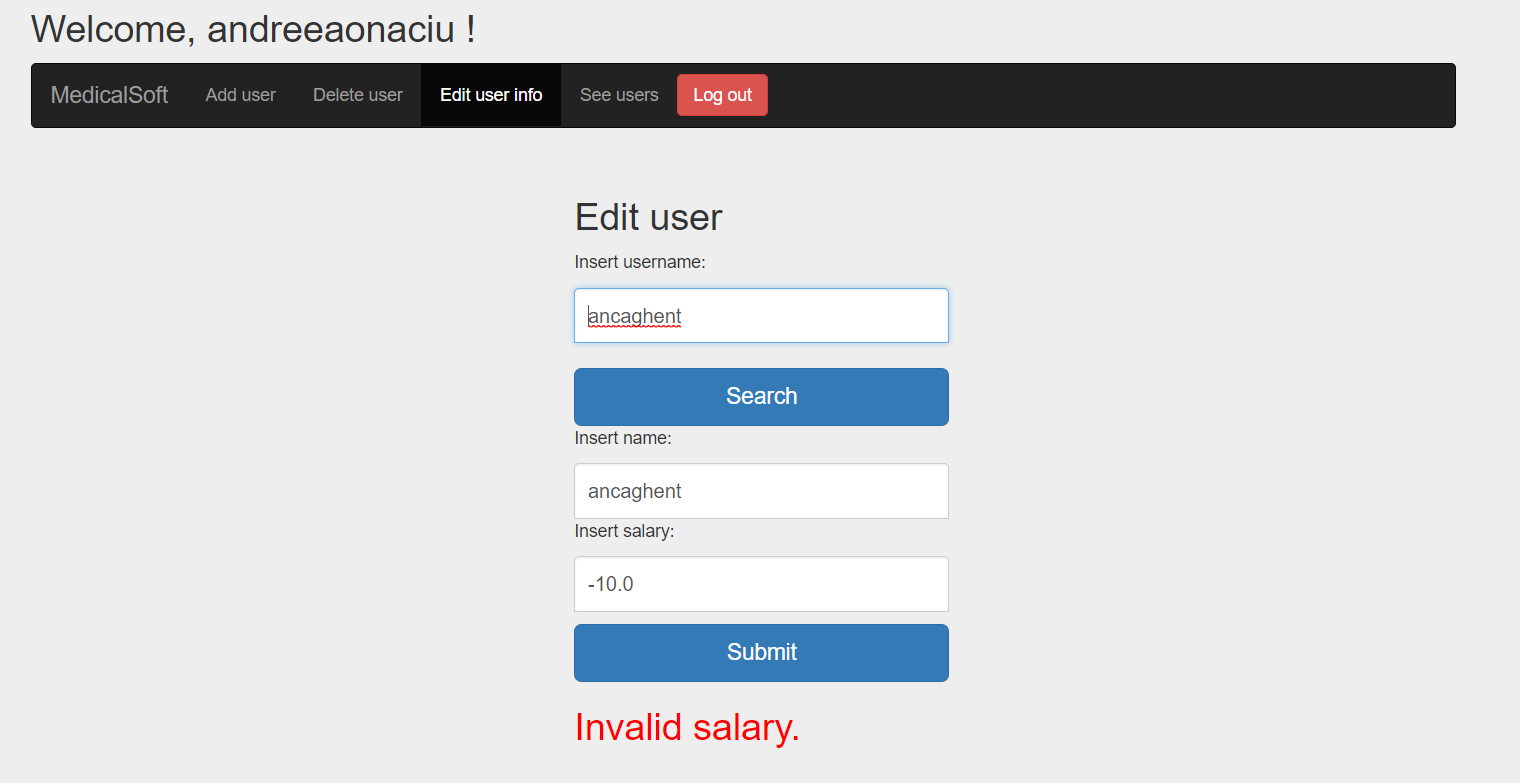 Welcome, andreeaonaciu !
MedicalSoft Add user Delete user Edit user info See users Log out
Edit user
Insert username:
ancaghent
Search
Insert name:
ancaghent
Insert salary:
-10.0
Submit
Invalid salary.